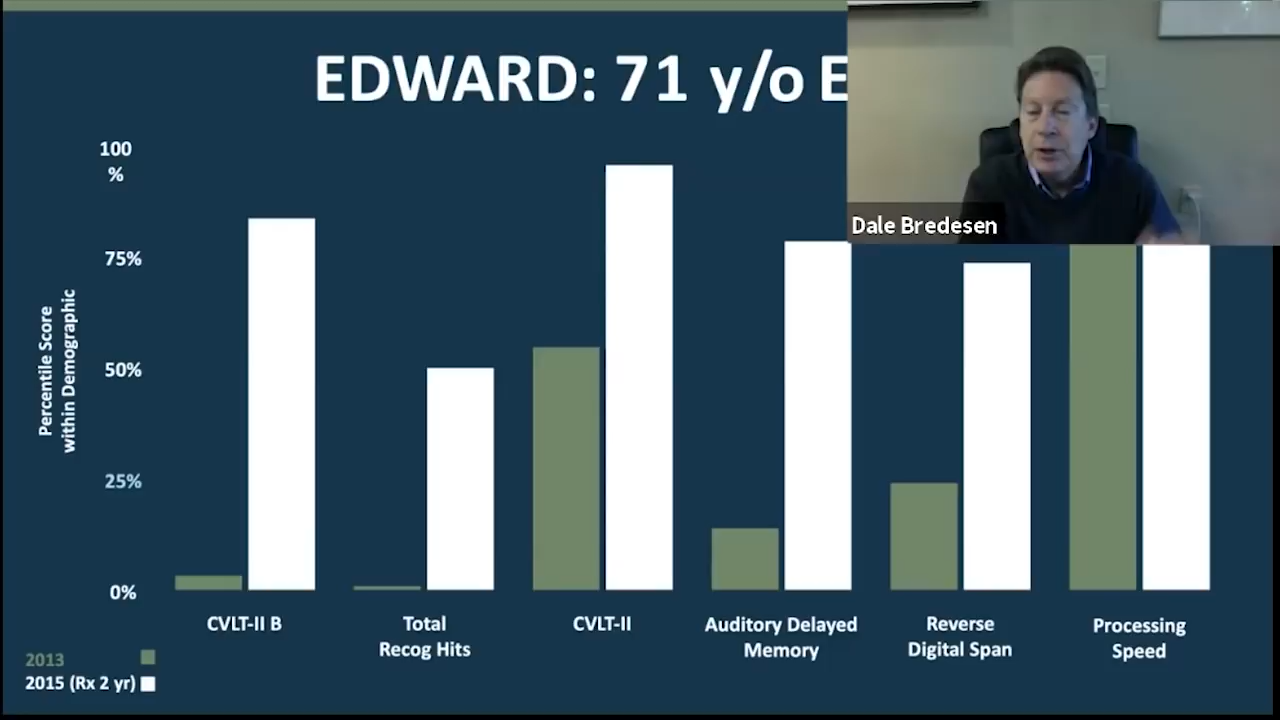 EDWARD: 71 y/o E
Dale Bredesen
100
%
75%
50%
25%
0%
Percentile Score
within Demographic
CVLT-II B
Total
Recog Hits
CVLT-II
Auditory Delayed
Memory
Reverse
Digital Span
Processing
Speed
2013
2015 (Rx 2 yr)